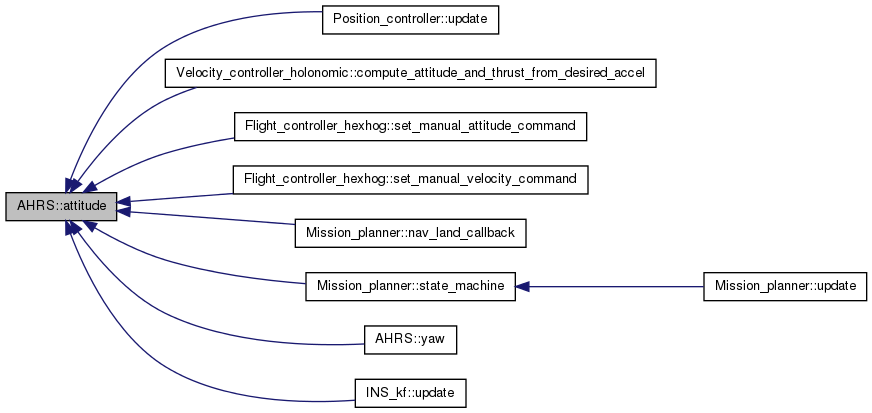 Position_controller::update
Velocity_controller_holonomic::compute_attitude_and_thrust_from_desired_accel
Flight_controller_hexhog::set_manual_attitude_command
Flight_controller_hexhog::set_manual_velocity_command
AHRS::attitude
Mission_planner::nav_land_callback
Mission_planner::state_machine
Mission_planner::update
AHRS::yaw
INS_kf::update